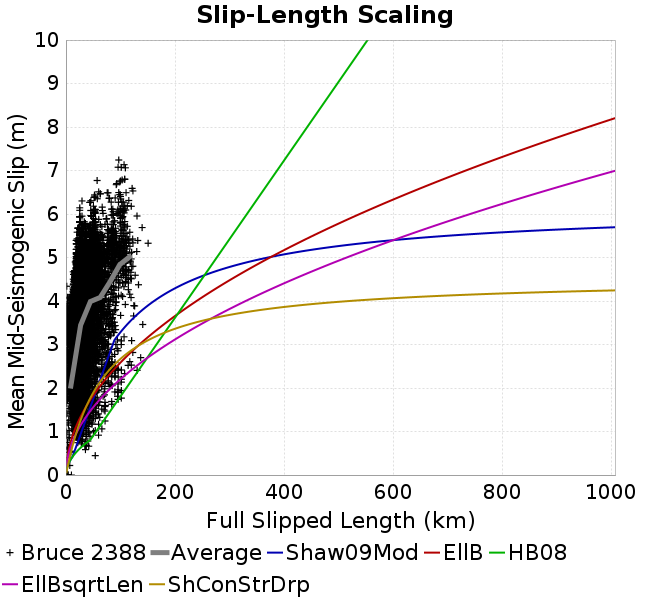 Slip-Length Scaling
Mean Mid-Seismogenic Slip (m)
10
9
8
7
6
5
4
3
2
1
0
0 200 400 600 800 1000
Full Slipped Length (km)
Bruce 2388 Average Shaw09Mod EllB HB08
EllBsqrtLen ShConStrDrp